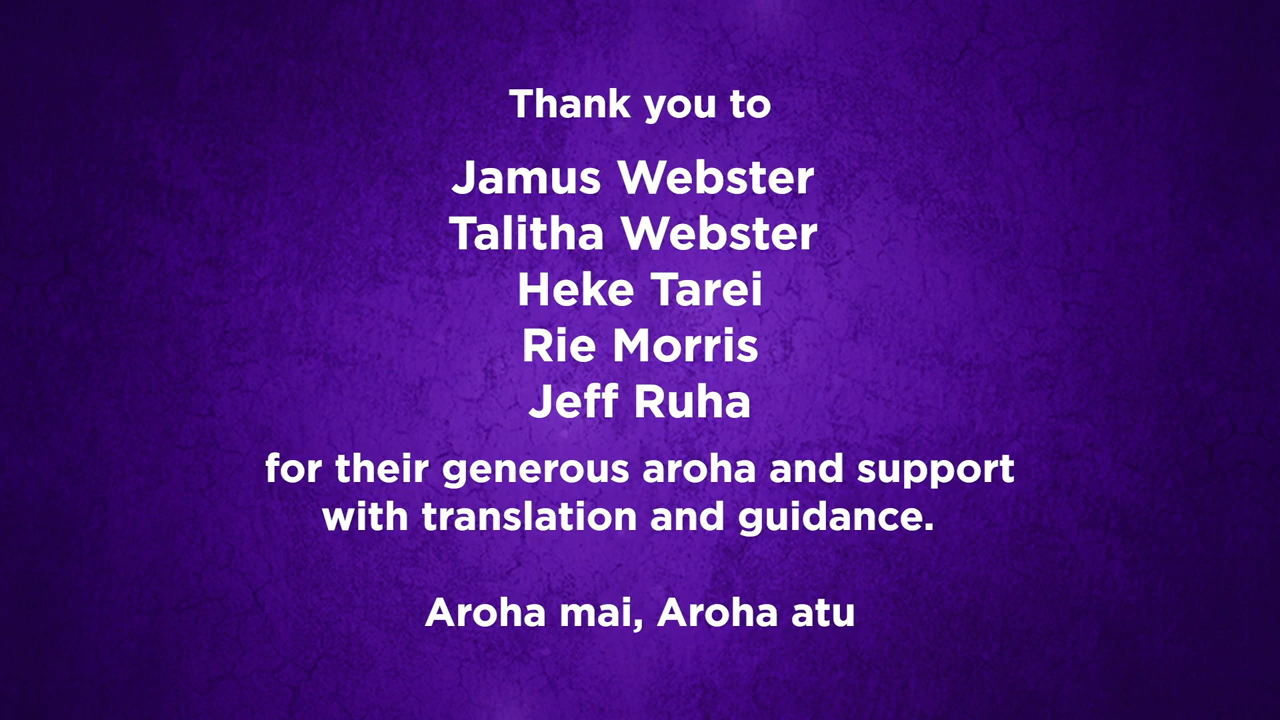 Thank you to
Jamus Webster
Talitha Webster
Heke Tarei
Rie Morris
Jeff Ruha
for their generous aroha and support
with translation and guidance.
Aroha mai, Aroha atu